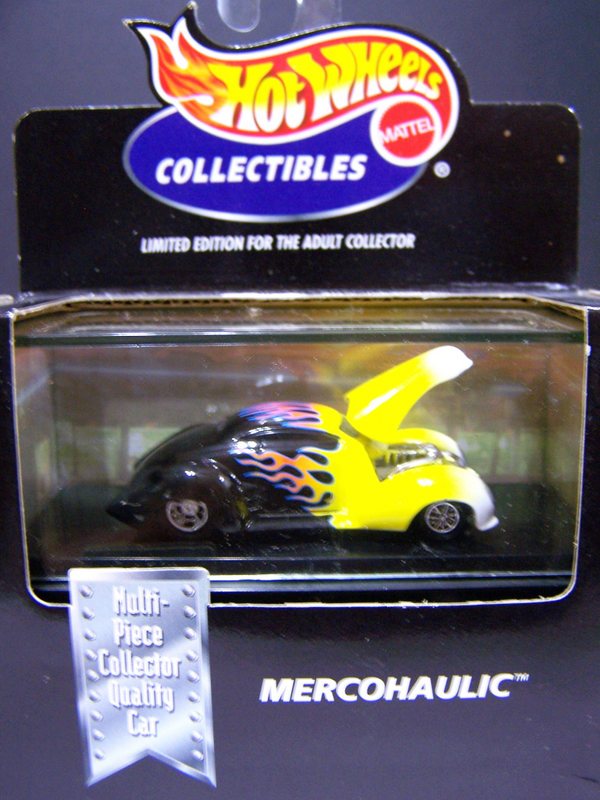 Hot Wheels
MATTEL
COLLECTIBLES
®
LIMITED EDITION FOR THE ADULT COLLECTOR
Multi-
Piece
Collector
Quality
Car
MERCOHAULIC™